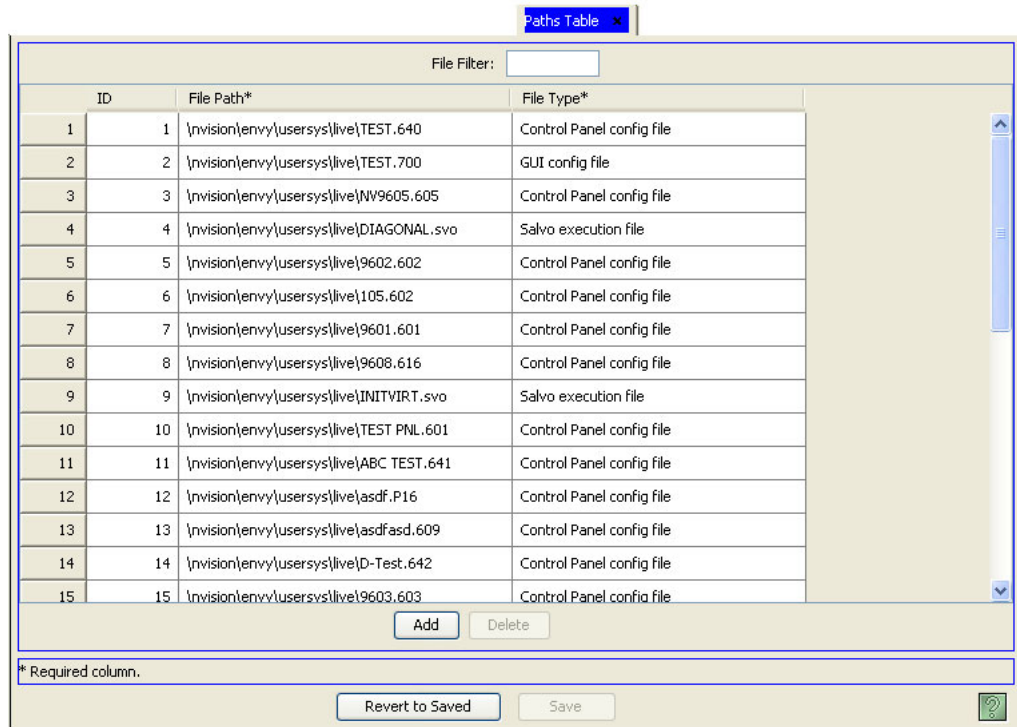 Paths Table x
File Filter:
ID File Path* File Type*
1 1 \nvision\envy\usersys\live\TEST.640 Control Panel config file
2 2 \nvision\envy\usersys\live\TEST.700 GUI config file
3 3 \nvision\envy\usersys\live\NV9605.605 Control Panel config file
4 4 \nvision\envy\usersys\live\DIAGONAL.svo Salvo execution file
5 5 \nvision\envy\usersys\live\9602.602 Control Panel config file
6 6 \nvision\envy\usersys\live\105.602 Control Panel config file
7 7 \nvision\envy\usersys\live\9601.601 Control Panel config file
8 8 \nvision\envy\usersys\live\9608.616 Control Panel config file
9 9 \nvision\envy\usersys\live\INITVIRT.svo Salvo execution file
10 10 \nvision\envy\usersys\live\TEST PNL.601 Control Panel config file
11 11 \nvision\envy\usersys\live\ABC TEST.641 Control Panel config file
12 12 \nvision\envy\usersys\live\asdf.P16 Control Panel config file
13 13 \nvision\envy\usersys\live\asdfasd.609 Control Panel config file
14 14 \nvision\envy\usersys\live\D-Test.642 Control Panel config file
15 15 \nvision\envy\usersys\live\9603.603 Control Panel config file
Add Delete
* Required column.
Revert to Saved Save ?